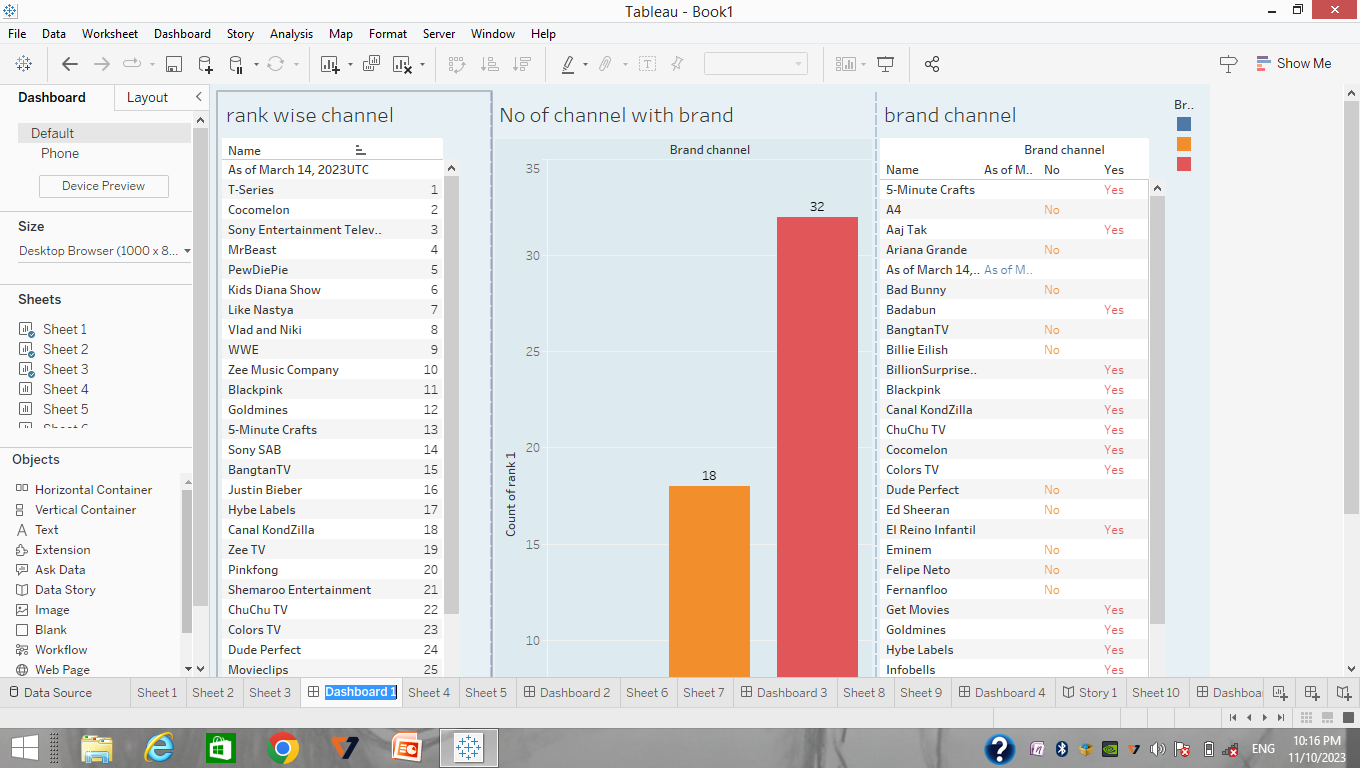 Tableau - Book1
File Data Worksheet Dashboard Story Analysis Map Format Server Window Help
Show Me
Dashboard Layout
Default
Phone
Device Preview
Size
Desktop Browser (1000 x 8...
Sheets
Sheet 1
Sheet 2
Sheet 3
Sheet 4
Sheet 5
Objects
Horizontal Container
Vertical Container
Text
Extension
Ask Data
Data Story
Image
Blank
Workflow
Web Page
rank wise channel
Name
As of March 14, 2023UTC
T-Series 1
Cocomelon 2
Sony Entertainment Telev.. 3
MrBeast 4
PewDiePie 5
Kids Diana Show 6
Like Nastya 7
Vlad and Niki 8
WWE 9
Zee Music Company 10
Blackpink 11
Goldmines 12
5-Minute Crafts 13
Sony SAB 14
BangtanTV 15
Justin Bieber 16
Hybe Labels 17
Canal KondZilla 18
Zee TV 19
Pinkfong 20
Shemaroo Entertainment 21
ChuChu TV 22
Colors TV 23
Dude Perfect 24
Movieclips 25
No of channel with brand
Brand channel
35
30
25
20
15
10
Count of rank 1
18
32
brand channel
Brand channel
Name As of M.. No Yes
5-Minute Crafts Yes
A4 No
Aaj Tak Yes
Ariana Grande No
As of March 14,.. As of M..
Bad Bunny No
Badabun Yes
BangtanTV No
Billie Eilish No
BillionSurprise.. Yes
Blackpink Yes
Canal KondZilla Yes
ChuChu TV Yes
Cocomelon Yes
Colors TV Yes
Dude Perfect No
Ed Sheeran No
El Reino Infantil Yes
Eminem No
Felipe Neto No
Fernanfloo No
Get Movies Yes
Goldmines Yes
Hybe Labels Yes
Infobells Yes
Br..
Data Source Sheet 1 Sheet 2 Sheet 3 Dashboard 1 Sheet 4 Sheet 5 Dashboard 2 Sheet 6 Sheet 7 Dashboard 3 Sheet 8 Sheet 9 Dashboard 4 Story 1 Sheet 10 Dashboa
ENG
10:16 PM
11/10/2023